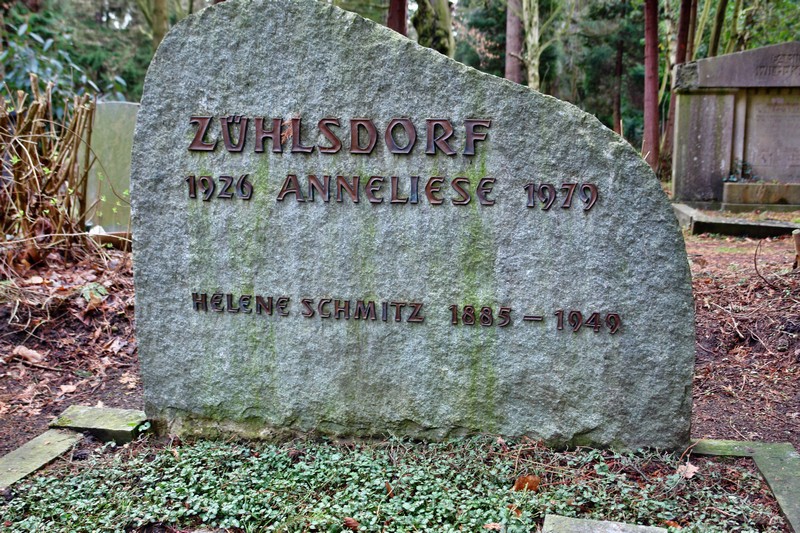 ZÜHLSDORF
1926 ANNELIESE 1979
HELENE SCHMITZ 1885 – 1949